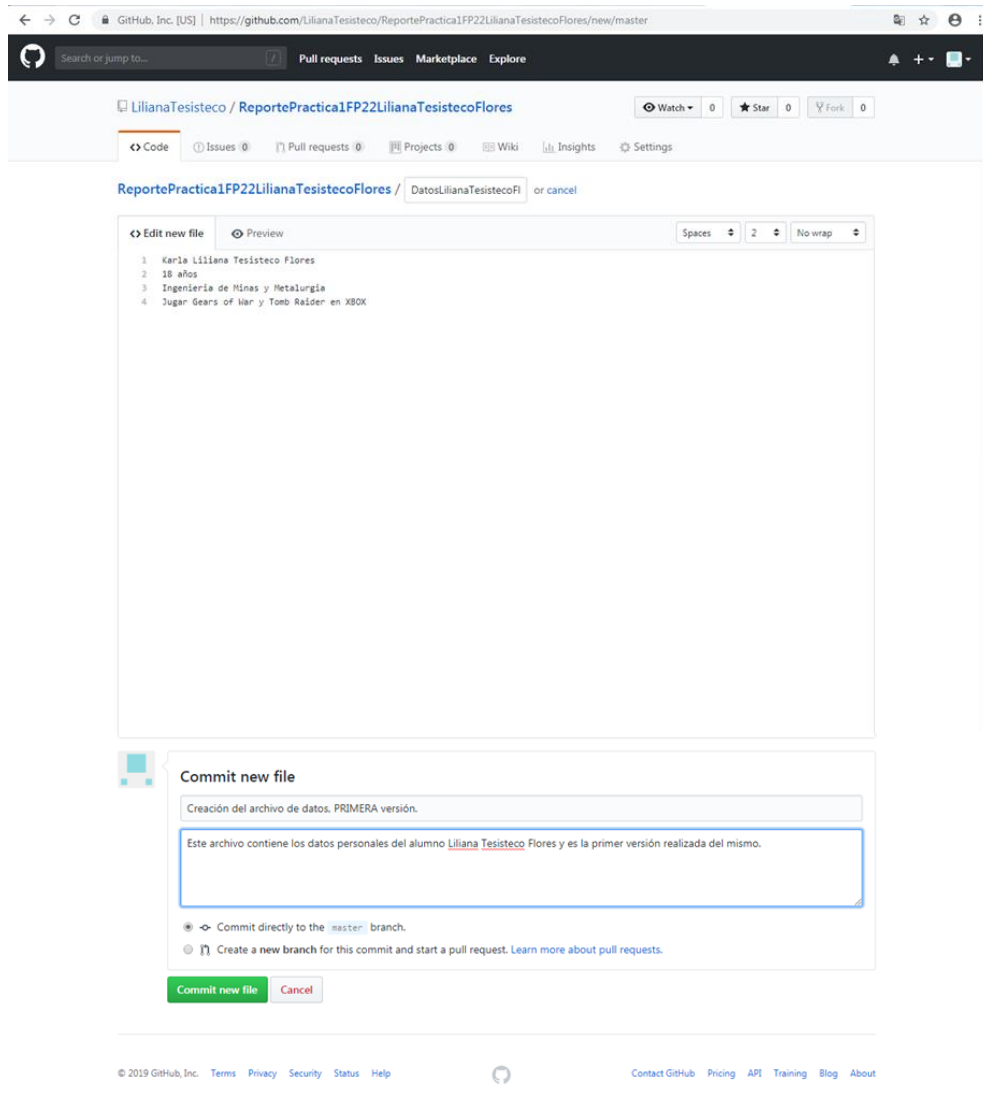 GitHub, Inc. [US] | https://github.com/LilianaTesisteco/ReportePractica1FP22LilianaTesistecoFlores/new/master
Search or jump to... / Pull requests Issues Marketplace Explore
LilianaTesisteco / ReportePractica1FP22LilianaTesistecoFlores Watch 0 Star 0 Fork 0
Code Issues 0 Pull requests 0 Projects 0 Wiki Insights Settings
ReportePractica1FP22LilianaTesistecoFlores / DatosLilianaTesistecoFl or cancel
Edit new file Preview Spaces 2 No wrap
1 Karla Liliana Tesisteco Flores
2 18 años
3 Ingeniería de Minas y Metalurgia
4 Jugar Gears of War y Tomb Raider en XBOX
Commit new file
Creación del archivo de datos. PRIMERA versión.
Este archivo contiene los datos personales del alumno Liliana Tesisteco Flores y es la primer versión realizada del mismo.
Commit directly to the master branch.
Create a new branch for this commit and start a pull request. Learn more about pull requests.
Commit new file Cancel
© 2019 GitHub, Inc. Terms Privacy Security Status Help Contact GitHub Pricing API Training Blog About